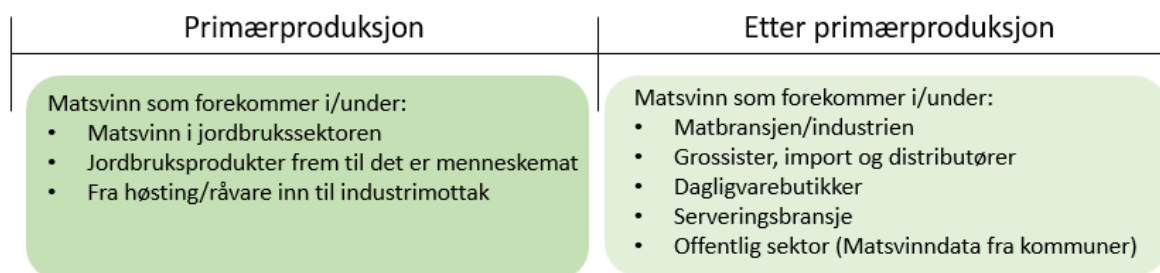 Primærproduksjon
Etter primærproduksjon
Matsvinn som forekommer i/under:
• Matsvinn i jordbrukssektoren
• Jordbruksprodukter frem til det er menneskemat
• Fra høsting/råvare inn til industrimottak
Matsvinn som forekommer i/under:
• Matbransjen/industrien
• Grossister, import og distributører
• Dagligvarebutikker
• Serveringsbransje
• Offentlig sektor (Matsvinndata fra kommuner)